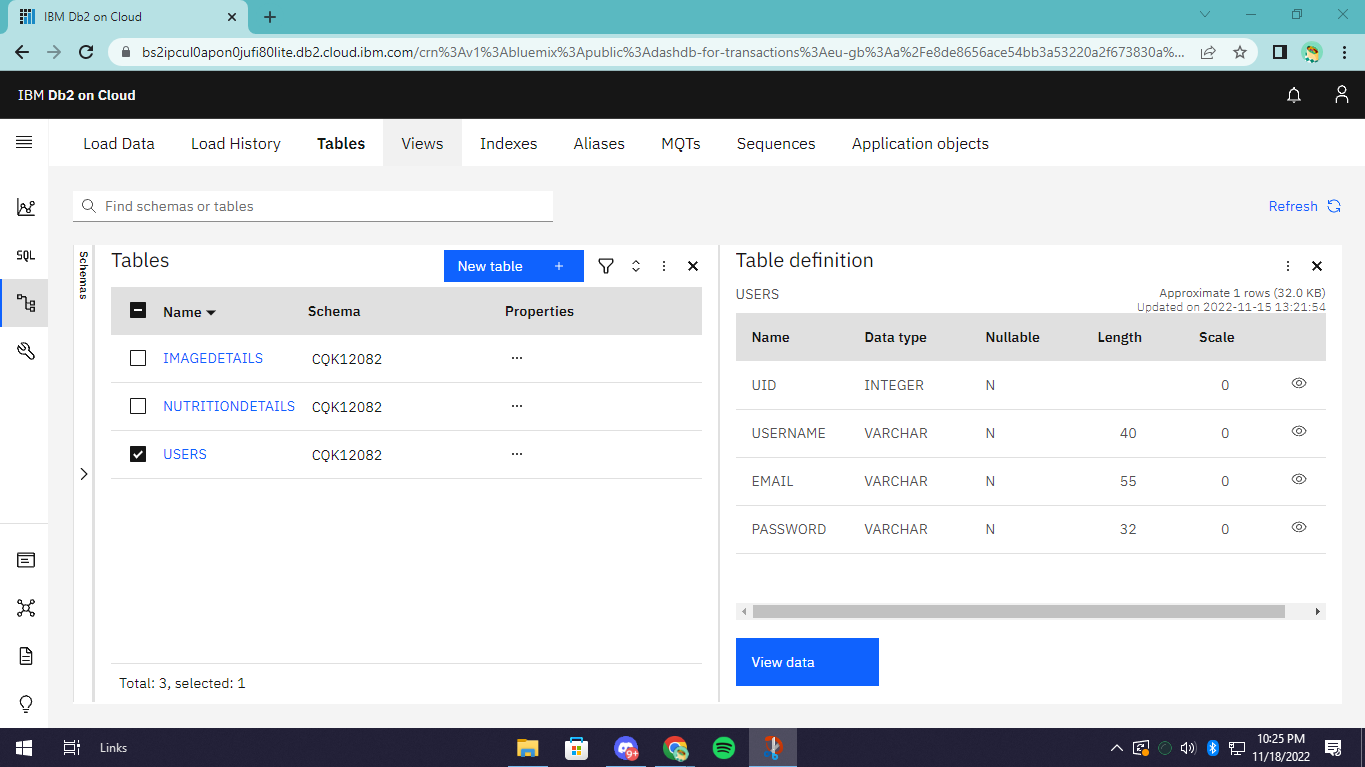 IBM Db2 on Cloud
bs2ipcul0apon0jufi80lite.db2.cloud.ibm.com/crn%3Av1%3Abluemix%3Apublic%3Adashdb-for-transactions%3Aeu-gb%3Aa%2Fe8de8656ace54bb3a53220a2f673830a%...
IBM Db2 on Cloud
Load Data Load History Tables Views Indexes Aliases MQTs Sequences Application objects
Find schemas or tables
Refresh
SQL
Schemas
Tables
New table +
Name Schema Properties
IMAGEDETAILS CQK12082 ...
NUTRITIONDETAILS CQK12082 ...
USERS CQK12082 ...
Total: 3, selected: 1
Table definition
USERS
Approximate 1 rows (32.0 KB)
Updated on 2022-11-15 13:21:54
Name Data type Nullable Length Scale
UID INTEGER N 0
USERNAME VARCHAR N 40 0
EMAIL VARCHAR N 55 0
PASSWORD VARCHAR N 32 0
View data
Links
9+
10:25 PM
11/18/2022